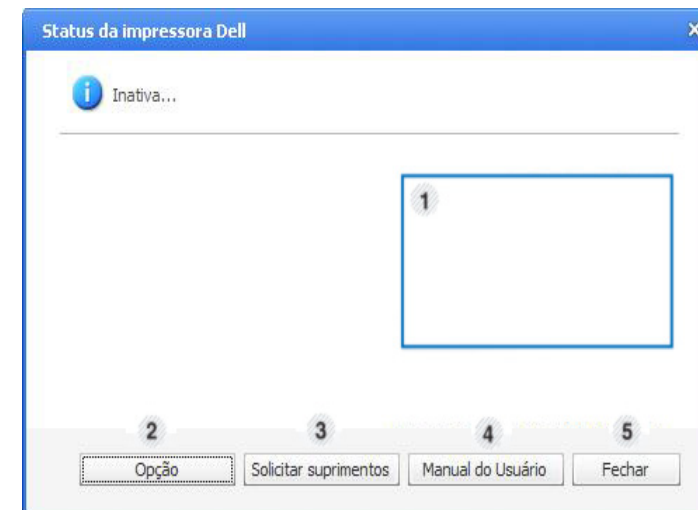 Status da impressora Dell
Inativa...
1
2 3 4 5
Opção Solicitar suprimentos Manual do Usuário Fechar